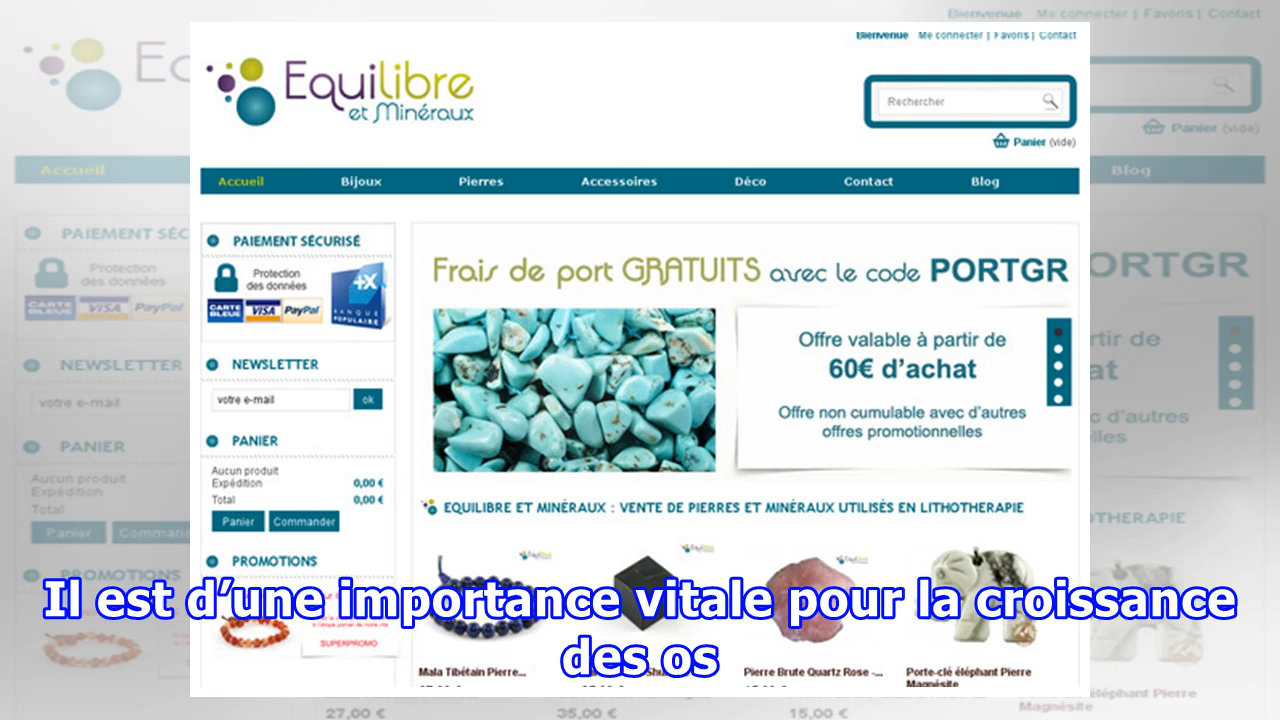 Bienvenue Me connecter | Favoris | Contact
Equilibre
et Minéraux
Rechercher
Panier (vide)
Accueil Bijoux Pierres Accessoires Déco Contact Blog
PAIEMENT SÉCURISÉ
Protection
des données
CARTE
BLEUE VISA PayPal
+X
BANQUE
POPULAIRE
NEWSLETTER
votre e-mail ok
PANIER
Aucun produit
Expédition 0,00 €
Total 0,00 €
Panier Commander
PROMOTIONS
SUPERPROMO
Frais de port GRATUITS avec le code PORTGR
Offre valable à partir de
60€ d'achat
Offre non cumulable avec d'autres
offres promotionnelles
EQUILIBRE ET MINÉRAUX : VENTE DE PIERRES ET MINÉRAUX UTILISÉS EN LITHOTHERAPIE
Il est d’une importance vitale pour la croissance
des os
Mala Tibétain Pierre...
Pierre Brute Quartz Rose -...
Porte-clé éléphant Pierre
Magnésite
27,00 € 35,00 € 15,00 €